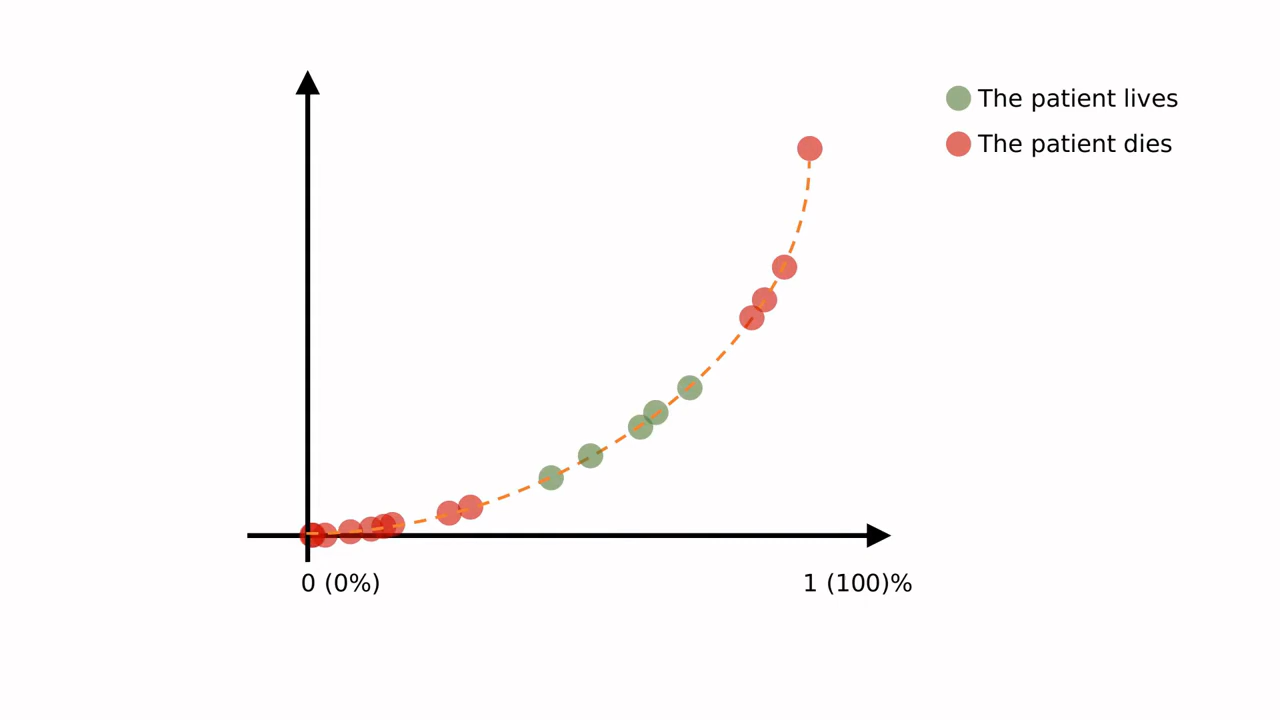 The patient lives
The patient dies
0 (0%)
1 (100)%